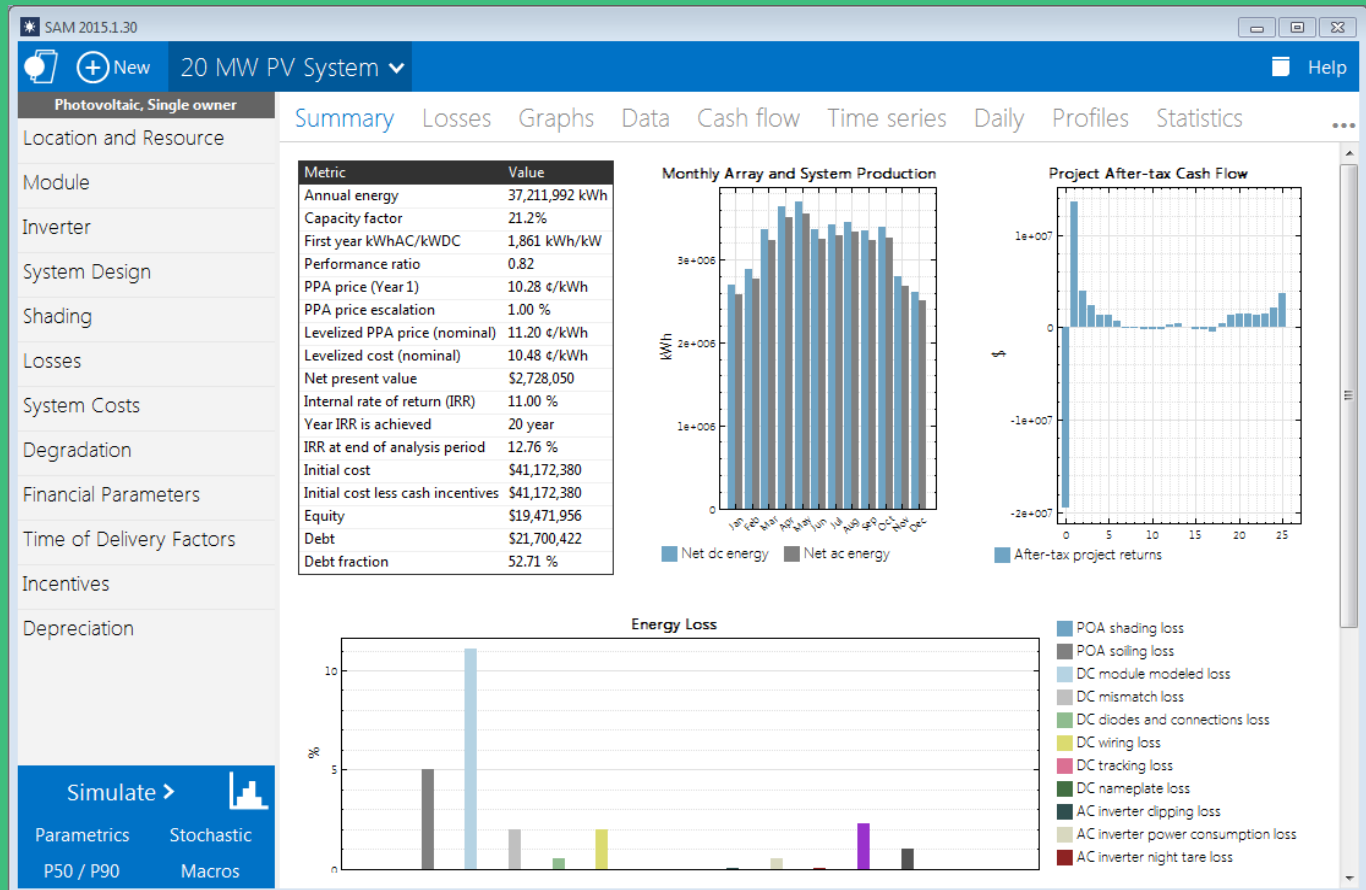 SAM 2015.1.30
New
20 MW PV System
Help
Photovoltaic, Single owner
Location and Resource
Module
Inverter
System Design
Shading
Losses
System Costs
Degradation
Financial Parameters
Time of Delivery Factors
Incentives
Depreciation
Simulate >
Parametrics Stochastic
P50 / P90 Macros
Summary Losses Graphs Data Cash flow Time series Daily Profiles Statistics ...
Metric Value
Annual energy 37,211,992 kWh
Capacity factor 21.2%
First year kWhAC/kWDC 1,861 kWh/kW
Performance ratio 0.82
PPA price (Year 1) 10.28 ¢/kWh
PPA price escalation 1.00 %
Levelized PPA price (nominal) 11.20 ¢/kWh
Levelized cost (nominal) 10.48 ¢/kWh
Net present value $2,728,050
Internal rate of return (IRR) 11.00 %
Year IRR is achieved 20 year
IRR at end of analysis period 12.76 %
Initial cost $41,172,380
Initial cost less cash incentives $41,172,380
Equity $19,471,956
Debt $21,700,422
Debt fraction 52.71 %
Monthly Array and System Production
kWh
3e+006
2e+006
1e+006
0
Jan Feb Mar Apr May Jun Jul Aug Sep Oct Nov Dec
Net dc energy Net ac energy
Project After-tax Cash Flow
$
1e+007
0
-1e+007
-2e+007
0 5 10 15 20 25
After-tax project returns
Energy Loss
%
10
5
0
POA shading loss
POA soiling loss
DC module modeled loss
DC mismatch loss
DC diodes and connections loss
DC wiring loss
DC tracking loss
DC nameplate loss
AC inverter clipping loss
AC inverter power consumption loss
AC inverter night tare loss